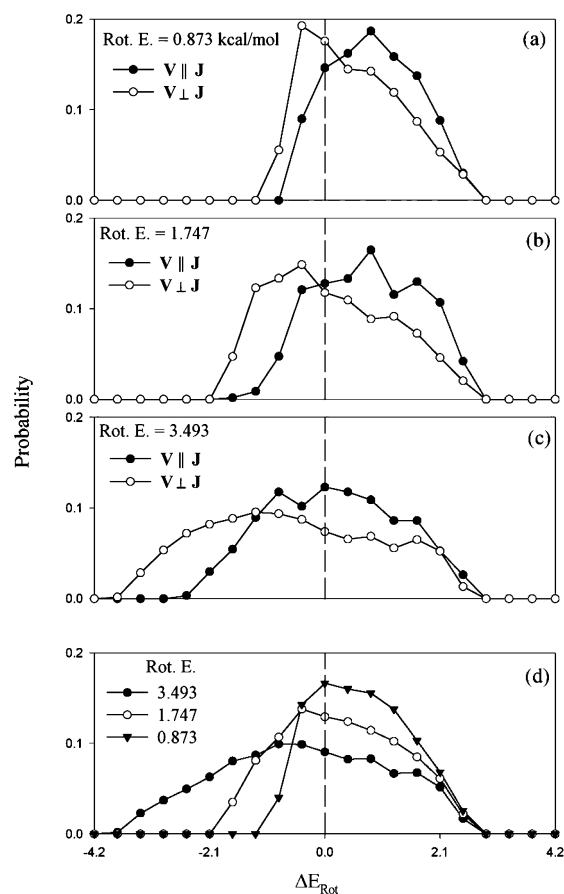 0.2
Rot. E. = 0.873 kcal/mol
(a)
V || J
V ⊥ J
0.1
0.0
0.2
Rot. E. = 1.747
(b)
V || J
V ⊥ J
0.1
0.0
0.2
Rot. E. = 3.493
(c)
V || J
V ⊥ J
0.1
0.0
Probability
0.2
Rot. E.
(d)
3.493
1.747
0.873
0.1
0.0
-4.2 -2.1 0.0 2.1 4.2
ΔE_Rot